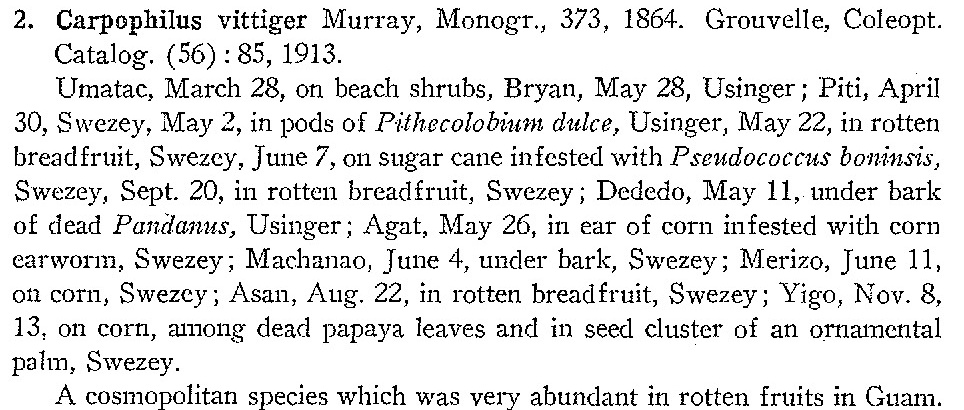 2. Carpophilus vittiger Murray, Monogr., 373, 1864. Grouvelle, Coleopt.
Catalog. (56) : 85, 1913.
Umatac, March 28, on beach shrubs, Bryan, May 28, Usinger; Piti, April
30, Swezey, May 2, in pods of Pithecolobium dulce, Usinger, May 22, in rotten
breadfruit, Swezey, June 7, on sugar cane infested with Pseudococcus boninsis,
Swezey, Sept. 20, in rotten breadfruit, Swezey; Dededo, May 11, under bark
of dead Pandanus, Usinger; Agat, May 26, in ear of corn infested with corn
earworm, Swezey; Machanao, June 4, under bark, Swezey; Merizo, June 11,
on corn, Swezey; Asan, Aug. 22, in rotten breadfruit, Swezey; Yigo, Nov. 8,
13, on corn, among dead papaya leaves and in seed cluster of an ornamental
palm, Swezey.
A cosmopolitan species which was very abundant in rotten fruits in Guam.